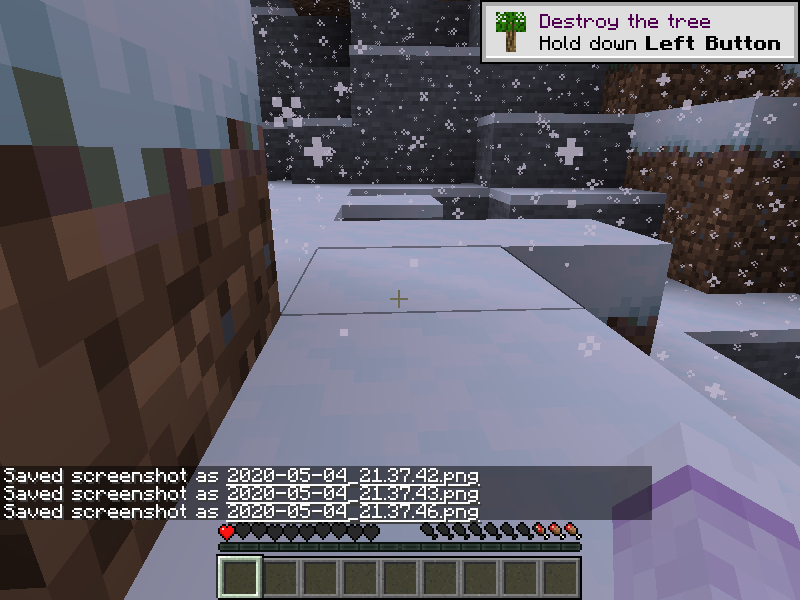 Destroy the tree
Hold down Left Button
Saved screenshot as 2020-05-04_21.37.42.png
Saved screenshot as 2020-05-04_21.37.43.png
Saved screenshot as 2020-05-04_21.37.46.png